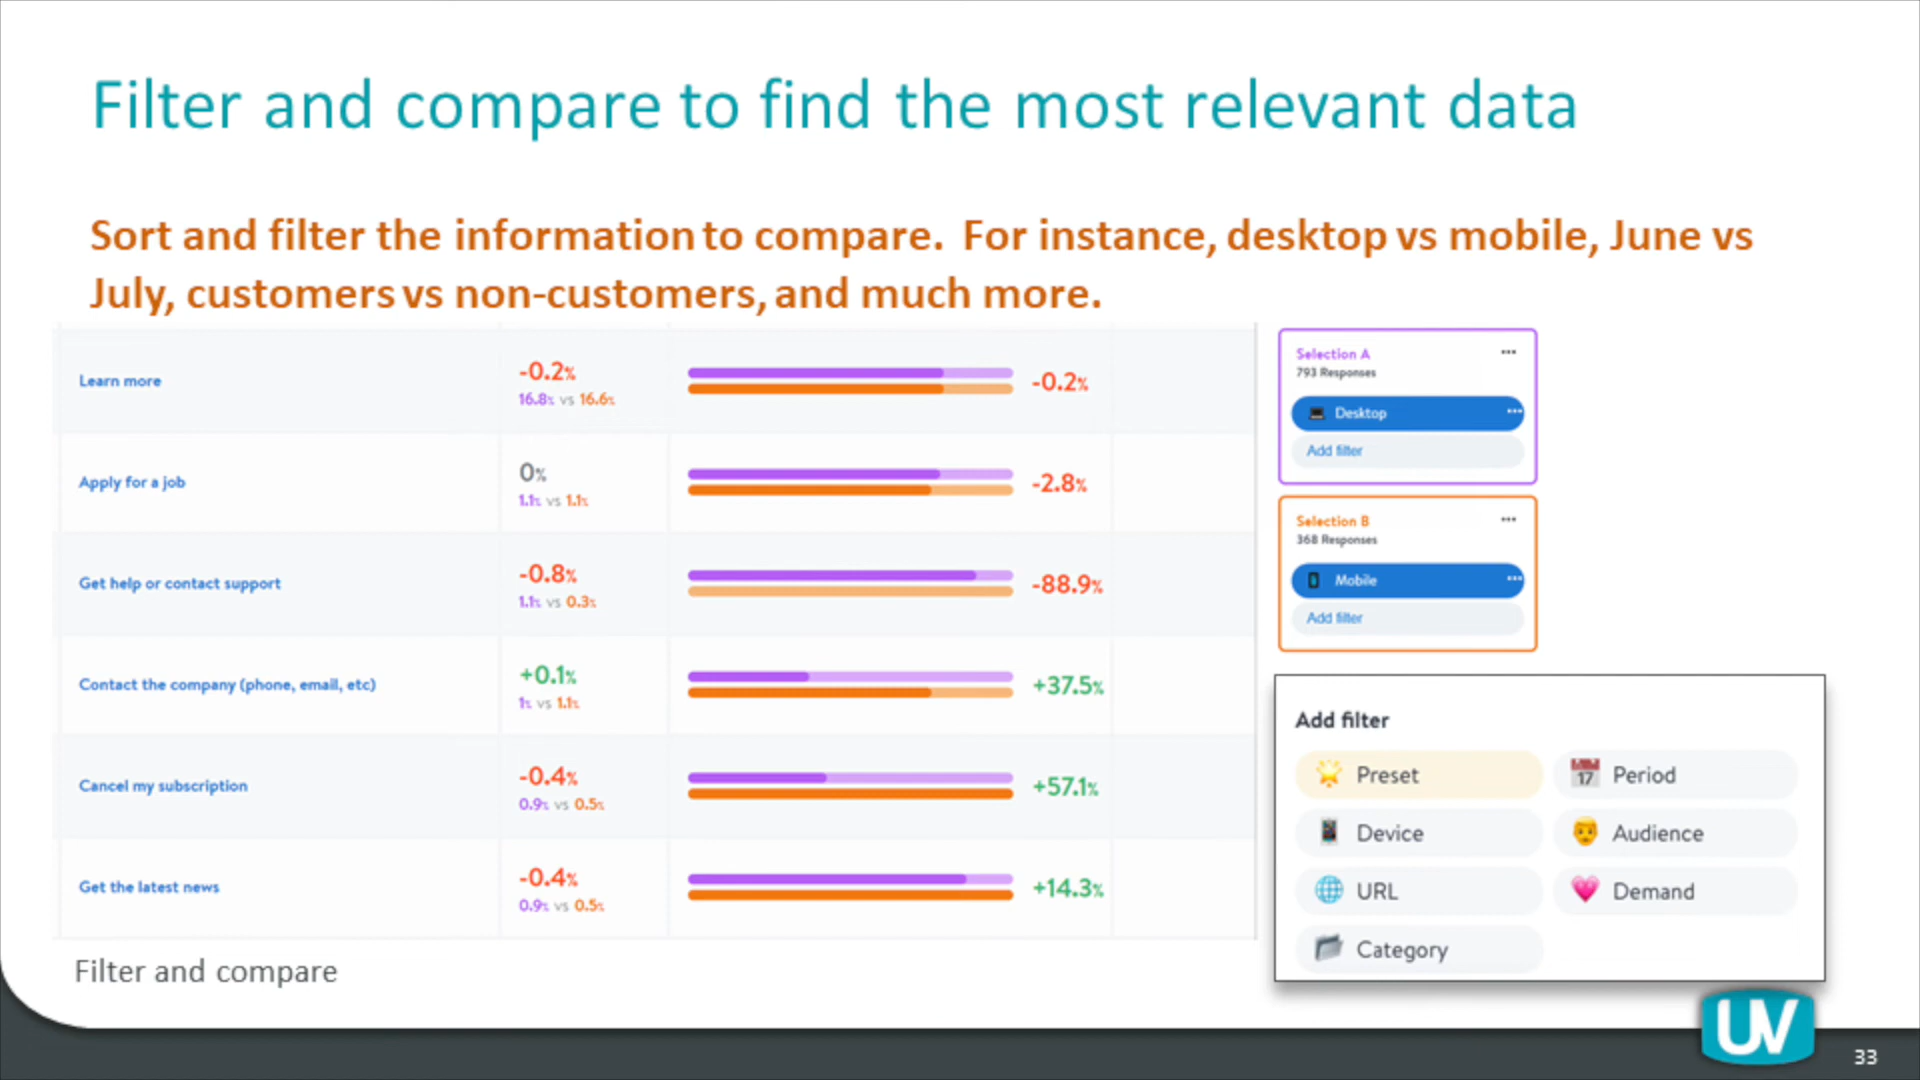 Filter and compare to find the most relevant data
Sort and filter the information to compare. For instance, desktop vs mobile, June vs
July, customers vs non-customers, and much more.
Learn more
-0.2%
16.8% vs 16.6%
-0.2%
Apply for a job
0%
1.1% vs 1.1%
-2.8%
Get help or contact support
-0.8%
1.1% vs 0.3%
-88.9%
Contact the company (phone, email, etc)
+0.1%
1% vs 1.1%
+37.5%
Cancel my subscription
-0.4%
0.9% vs 0.5%
+57.1%
Get the latest news
-0.4%
0.9% vs 0.5%
+14.3%
Selection A
793 Responses
Desktop
Add filter
Selection B
368 Responses
Mobile
Add filter
Add filter
Preset
17 Period
Device
Audience
URL
Demand
Category
Filter and compare
UV
33